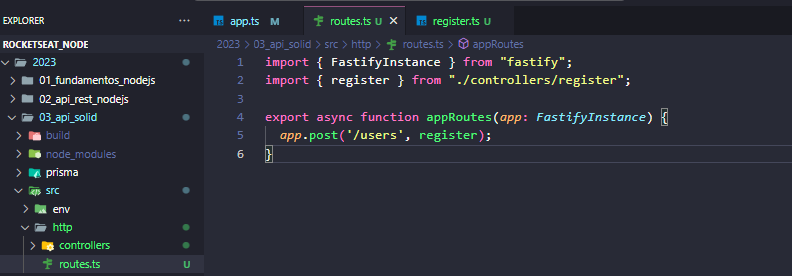 EXPLORER
ROCKETSEAT_NODE
2023
01_fundamentos_nodejs
02_api_rest_nodejs
03_api_solid
build
node_modules
prisma
src
env
http
controllers
routes.ts U
TS app.ts M
routes.ts U
TS register.ts U
2023 > 03_api_solid > src > http > routes.ts > appRoutes
1 import { FastifyInstance } from "fastify";
2 import { register } from "./controllers/register";
3
4 export async function appRoutes(app: FastifyInstance) {
5 app.post('/users', register);
6 }